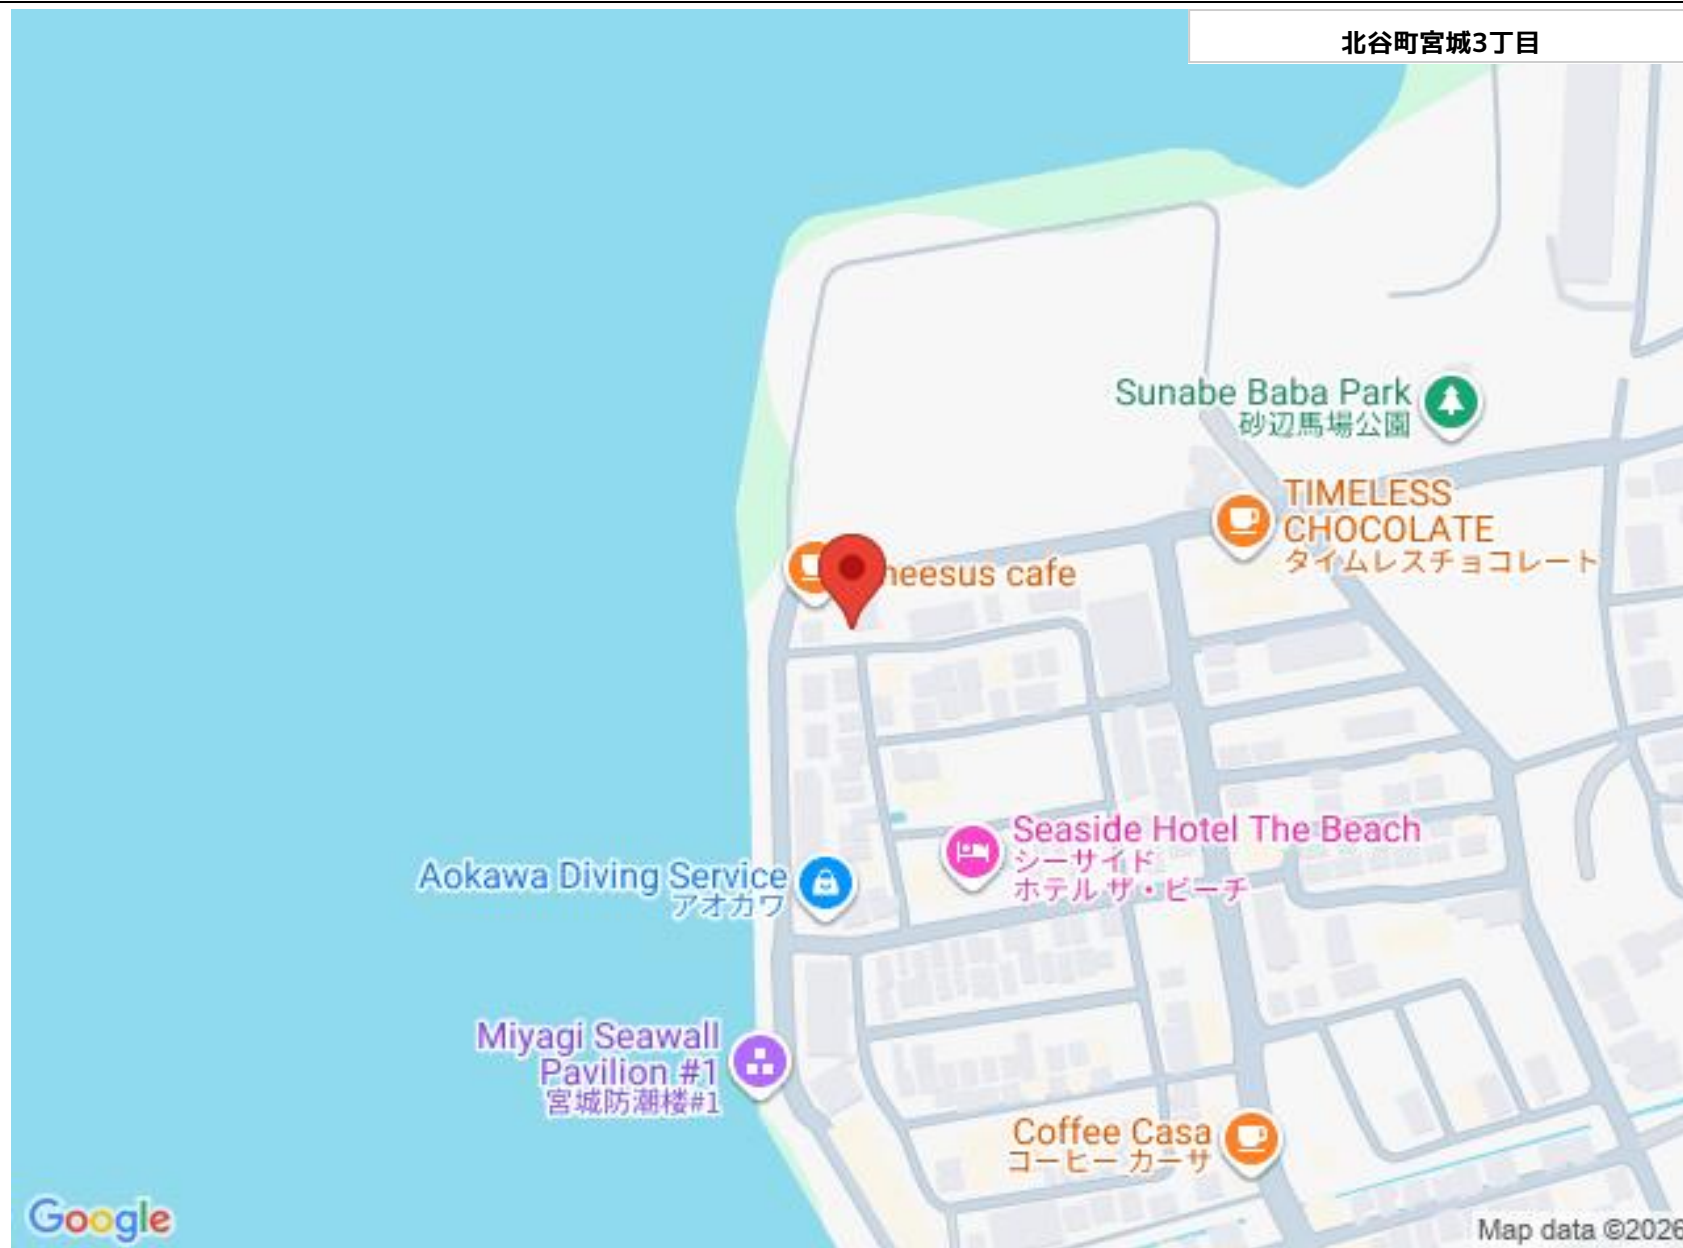 北谷町宮城3丁目
Sunabe Baba Park
砂辺馬場公園
TIMELESS
CHOCOLATE
タイムレスチョコレート
heesus cafe
Seaside Hotel The Beach
シーサイド
ホテル ザ・ビーチ
Aokawa Diving Service
アオカワ
Miyagi Seawall
Pavilion #1
宮城防潮楼#1
Coffee Casa
コーヒー カーサ
Google
Map data ©2026